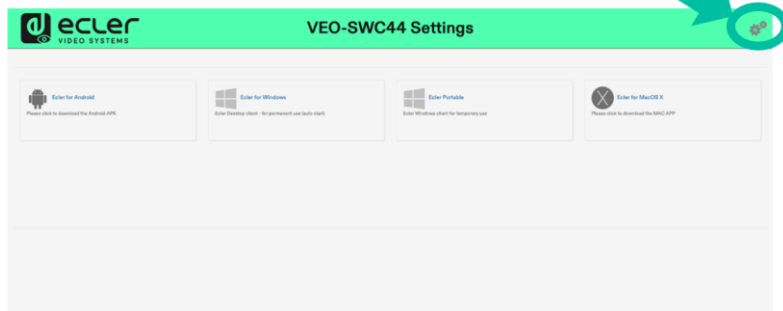 ecler
VIDEO SYSTEMS
VEO-SWC44 Settings
Ecler for Android
Please click to download the Android APK
Ecler for Windows
Ecler Desktop client - for permanent use (auto start)
Ecler Portable
Ecler Windows client for temporary use
Ecler for MacOS X
Please click to download the MAC APP